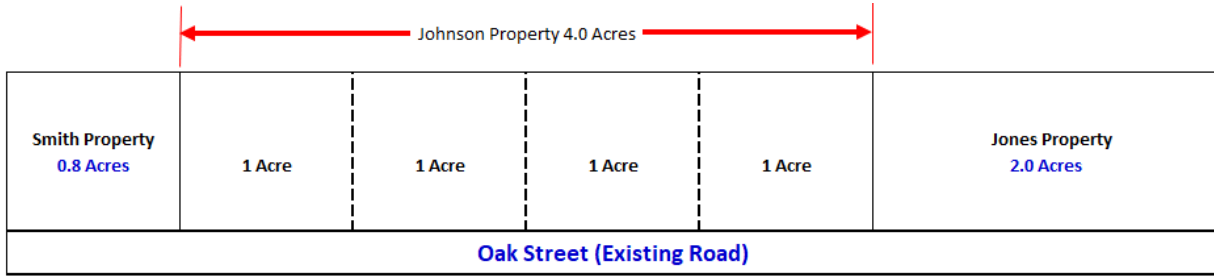 Johnson Property 4.0 Acres
Smith Property
0.8 Acres
1 Acre
1 Acre
1 Acre
1 Acre
Jones Property
2.0 Acres
Oak Street (Existing Road)